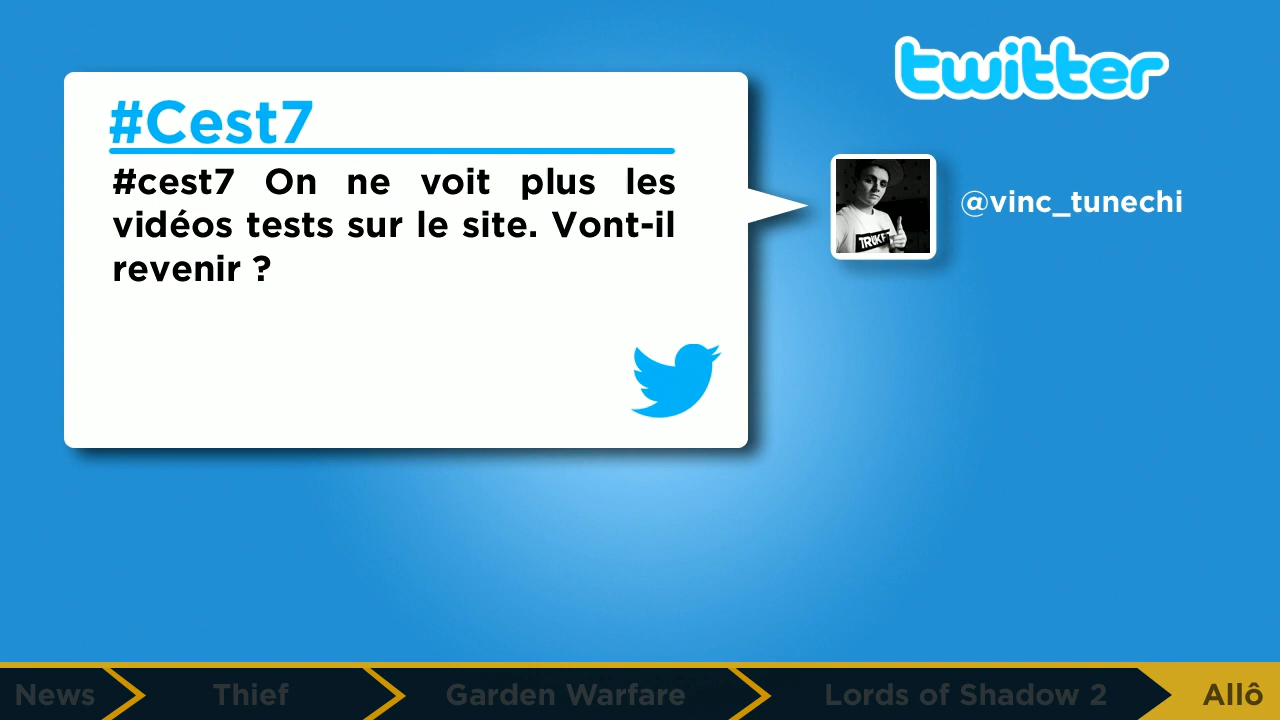 twitter
#Cest7
#cest7 On ne voit plus les
vidéos tests sur le site. Vont-il
revenir ?
@vinc_tunechi
TRUKF
News
Thief
Garden Warfare
Lords of Shadow 2
Allô